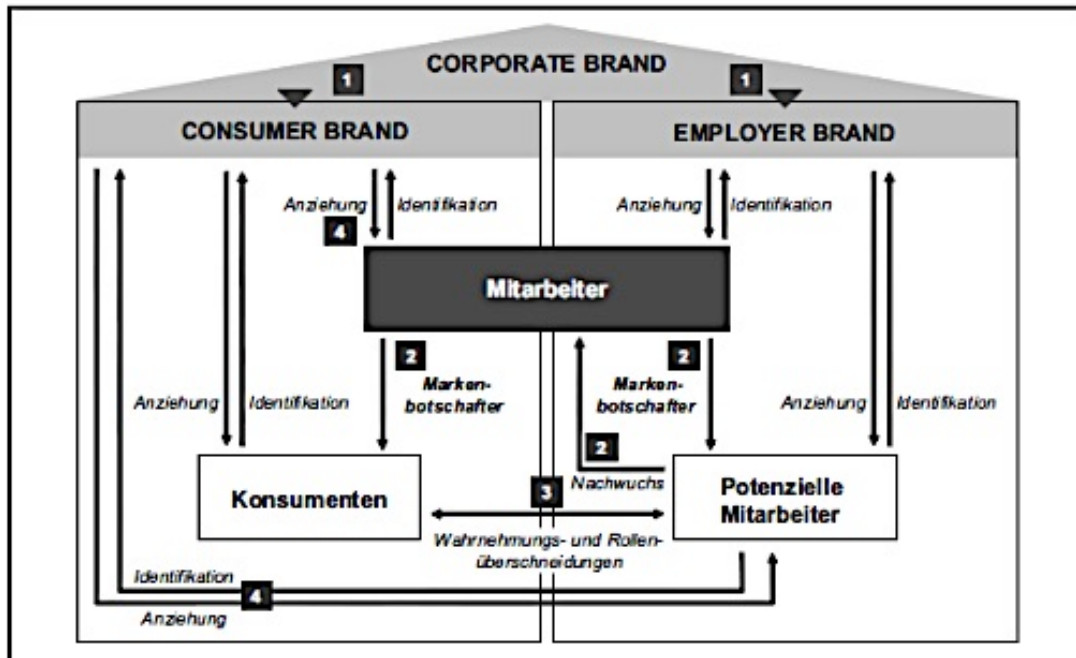 CORPORATE BRAND
1
1
CONSUMER BRAND
EMPLOYER BRAND
Anziehung
Identifikation
Anziehung
Identifikation
4
Mitarbeiter
2
2
Marken-
botschafter
Marken-
botschafter
Anziehung
Identifikation
Anziehung
Identifikation
2
Nachwuchs
Konsumenten
3
Potenzielle
Mitarbeiter
Wahrnehmungs- und Rollen-
überschneidungen
Identifikation
4
Anziehung